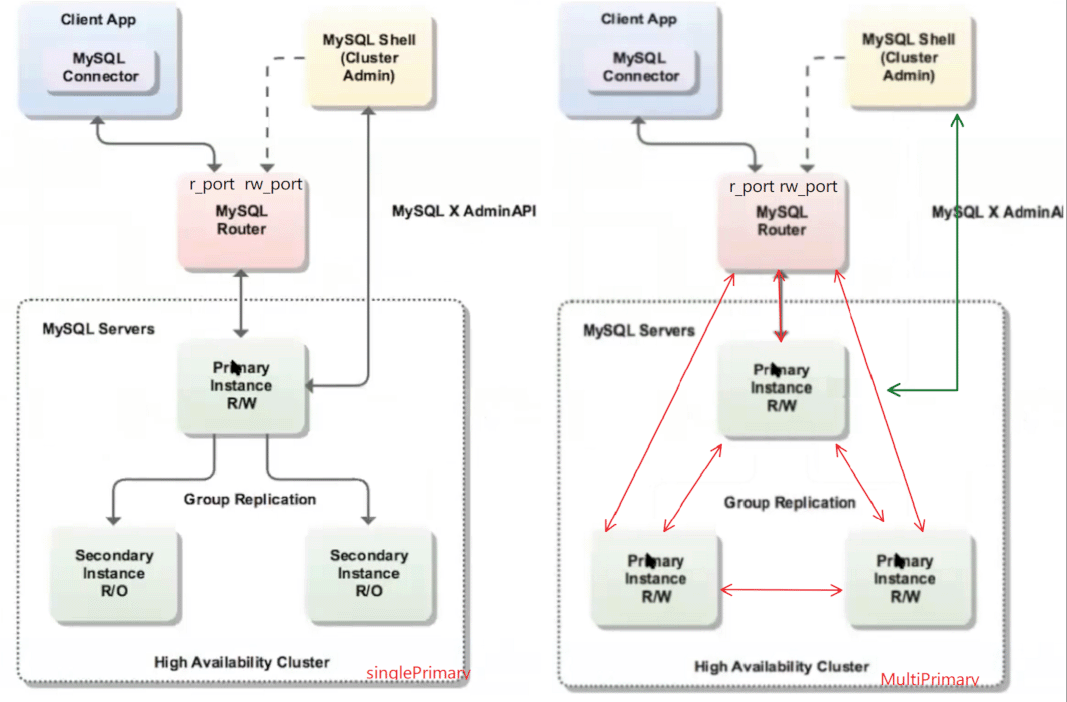 Client App
MySQL
Connector
MySQL Shell
(Cluster
Admin)
r_port rw_port
MySQL
Router
MySQL X AdminAPI
MySQL Servers
Primary
Instance
R/W
Group Replication
Secondary
Instance
R/O
Secondary
Instance
R/O
High Availability Cluster
singlePrimary
Client App
MySQL
Connector
MySQL Shell
(Cluster
Admin)
r_port rw_port
MySQL
Router
MySQL X AdminA
MySQL Servers
Primary
Instance
R/W
Group Replication
Primary
Instance
R/W
Primary
Instance
R/W
High Availability Cluster
MultiPrimary